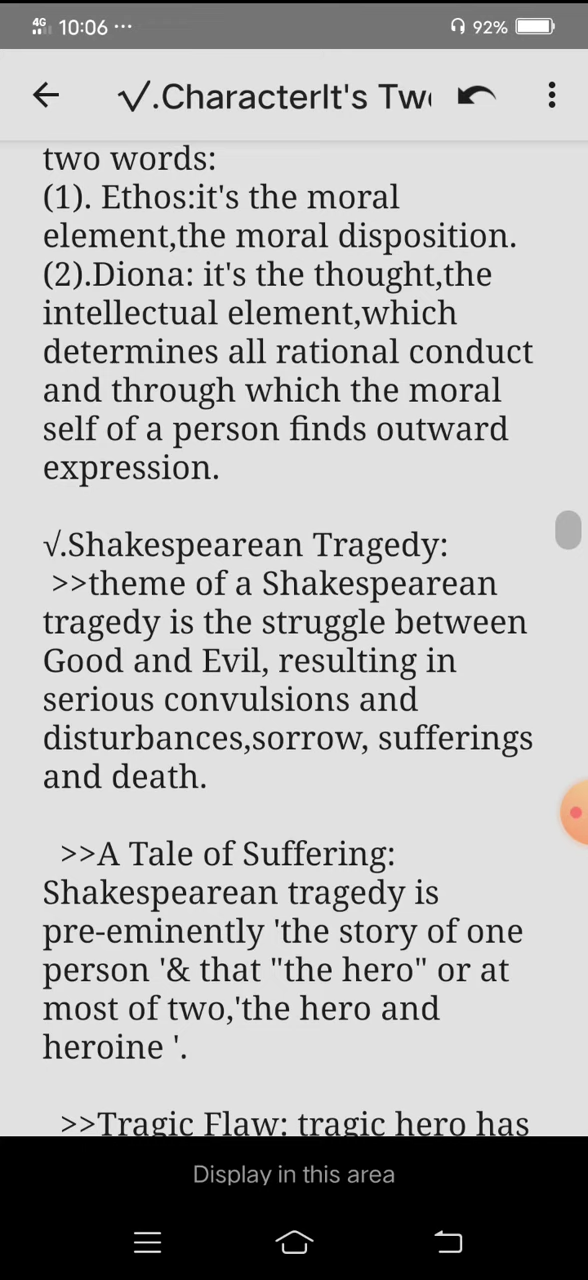 4G 10:06 ...
92%
√.CharacterIt's Tw
two words:
(1). Ethos:it's the moral
element,the moral disposition.
(2).Diona: it's the thought,the
intellectual element,which
determines all rational conduct
and through which the moral
self of a person finds outward
expression.
√.Shakespearean Tragedy:
>>theme of a Shakespearean
tragedy is the struggle between
Good and Evil, resulting in
serious convulsions and
disturbances,sorrow, sufferings
and death.
>>A Tale of Suffering:
Shakespearean tragedy is
pre-eminently 'the story of one
person '& that "the hero" or at
most of two,'the hero and
heroine '.
>>Tragic Flaw: tragic hero has
Display in this area